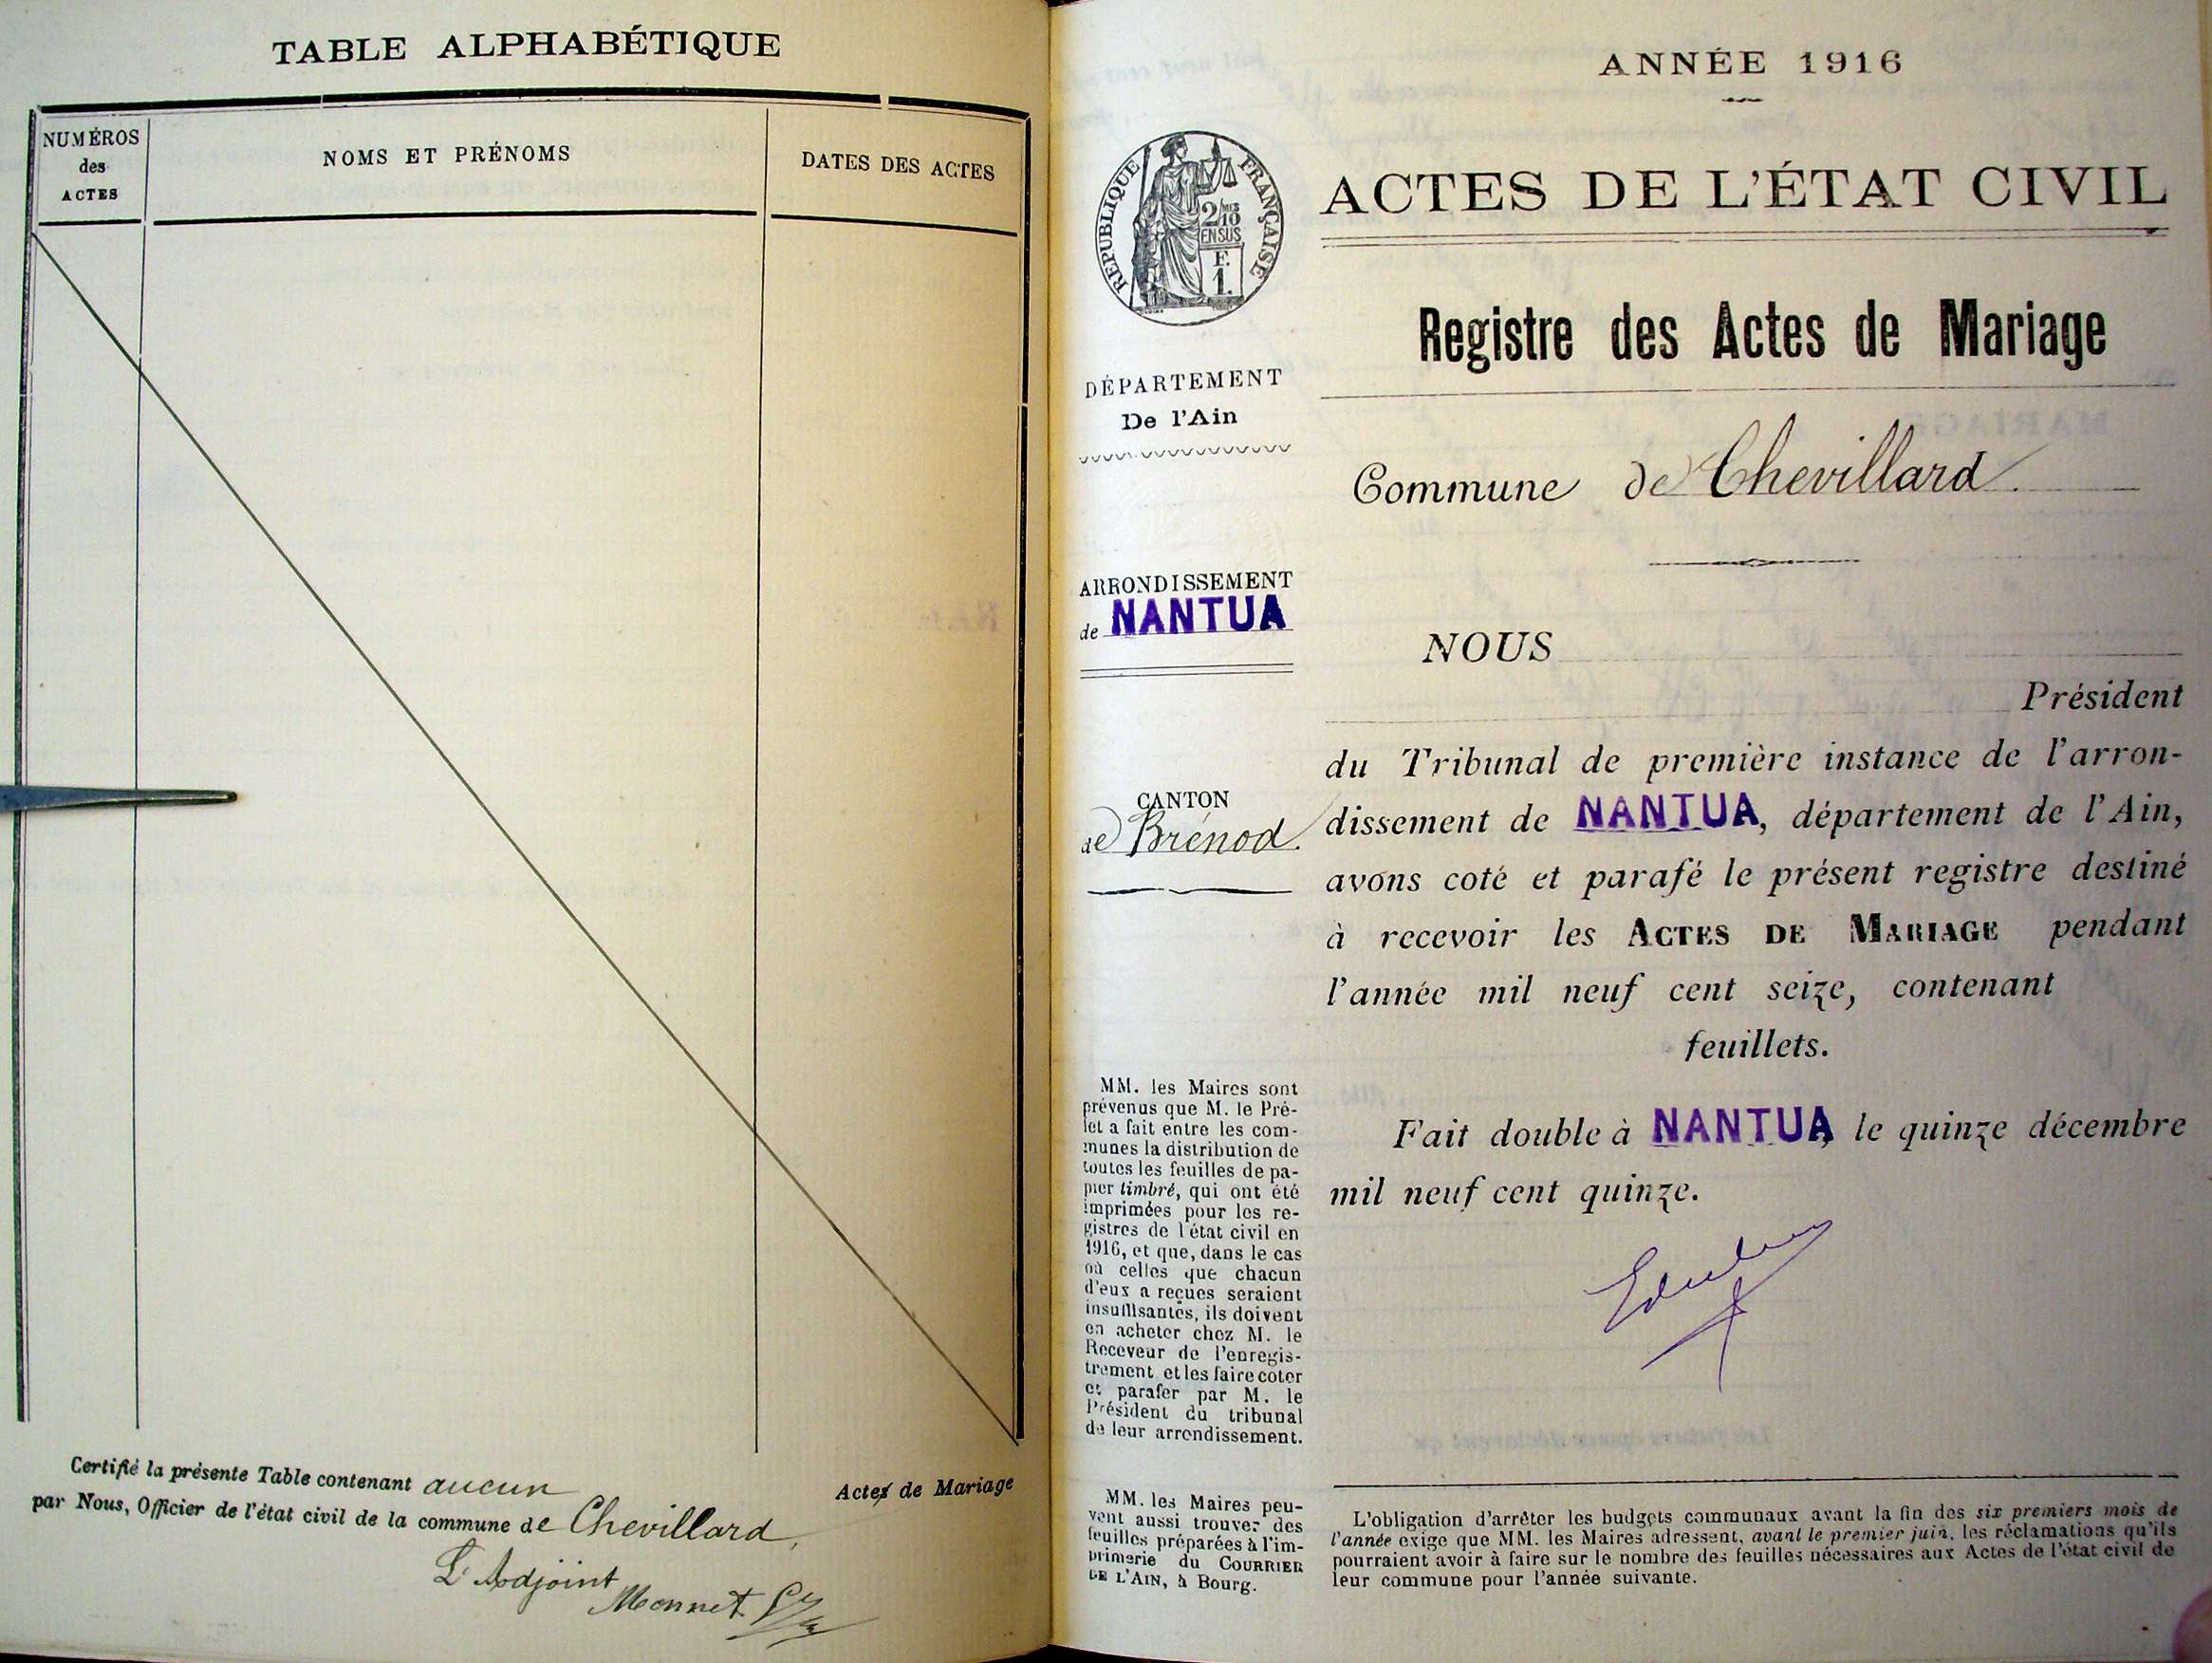 TABLE ALPHABÉTIQUE
NUMÉROS
des
ACTES
NOMS ET PRÉNOMS
DATES DES ACTES
Certifié la présente Table contenant aucun
Actes de Mariage
par Nous, Officier de l'état civil de la commune de Chevillard,
L'Adjoint
Monnet
ANNÉE 1916
RÉPUBLIQUE FRANÇAISE
2/10
EN SUS
F.
1.
DÉPARTEMENT
De l'Ain
ARRONDISSEMENT
de NANTUA
CANTON
de Brénod.
MM. les Maires sont
prévenus que M. le Pré-
fet a fait entre les com-
munes la distribution de
toutes les feuilles de pa-
pier timbré, qui ont été
imprimées pour les re-
gistres de l'état civil en
1916, et que, dans le cas
où celles que chacun
d'eux a reçues seraient
insuffisantes, ils doivent
en acheter chez M. le
Receveur de l'enregis-
trement et les faire coter
et parafer par M. le
Président du tribunal
de leur arrondissement.
MM. les Maires peu-
vent aussi trouver des
feuilles préparées à l'im-
primerie du COURRIER
DE L'AIN, à Bourg.
ACTES DE L'ÉTAT CIVIL
Registre des Actes de Mariage
Commune de Chevillard.
NOUS
Président
du Tribunal de première instance de l'arron-
dissement de NANTUA, département de l'Ain,
avons coté et parafé le présent registre destiné
à recevoir les ACTES DE MARIAGE pendant
l'année mil neuf cent seize, contenant
feuillets.
Fait double à NANTUA, le quinze décembre
mil neuf cent quinze.
L'obligation d'arrêter les budgets communaux avant la fin des six premiers mois de
l'année exige que MM. les Maires adressent, avant le premier juin, les réclamations qu'ils
pourraient avoir à faire sur le nombre des feuilles nécessaires aux Actes de l'état civil de
leur commune pour l'année suivante.